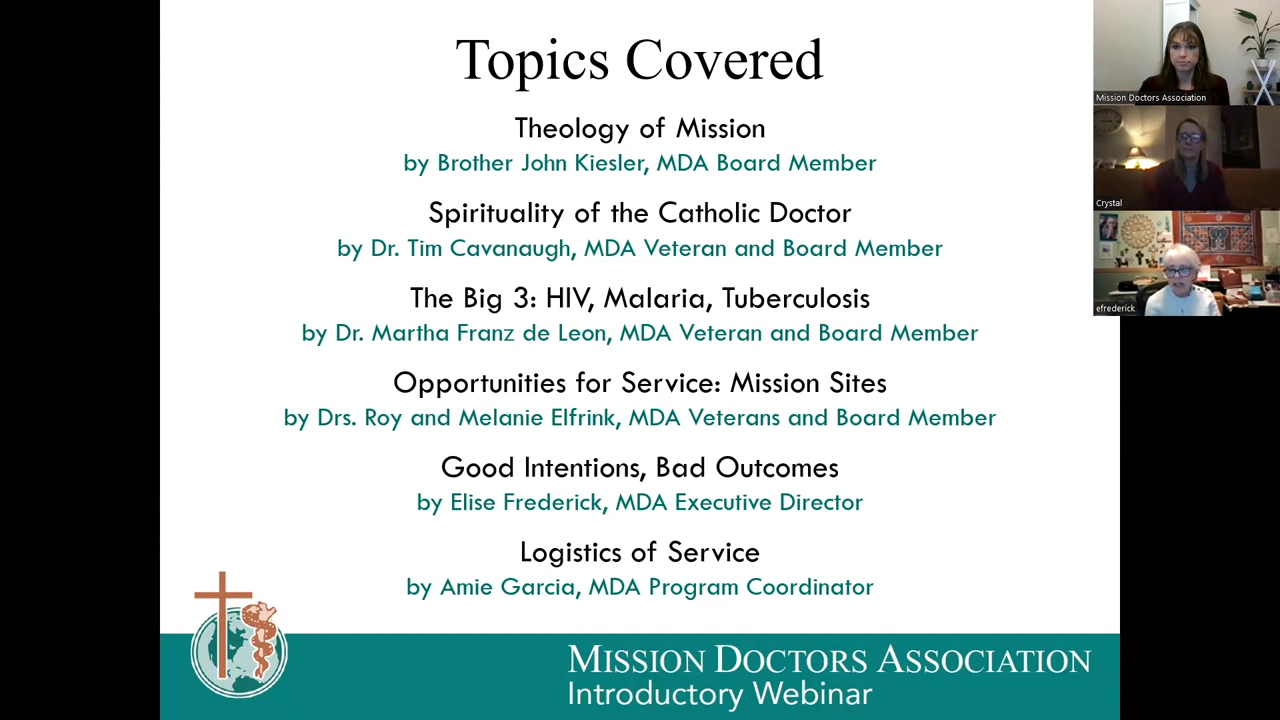 Topics Covered
Theology of Mission
by Brother John Kiesler, MDA Board Member
Spirituality of the Catholic Doctor
by Dr. Tim Cavanaugh, MDA Veteran and Board Member
The Big 3: HIV, Malaria, Tuberculosis
by Dr. Martha Franz de Leon, MDA Veteran and Board Member
Opportunities for Service: Mission Sites
by Drs. Roy and Melanie Elfrink, MDA Veterans and Board Member
Good Intentions, Bad Outcomes
by Elise Frederick, MDA Executive Director
Logistics of Service
by Amie Garcia, MDA Program Coordinator
MISSION DOCTORS ASSOCIATION
Introductory Webinar
Mission Doctors Association
Crystal
efrederick